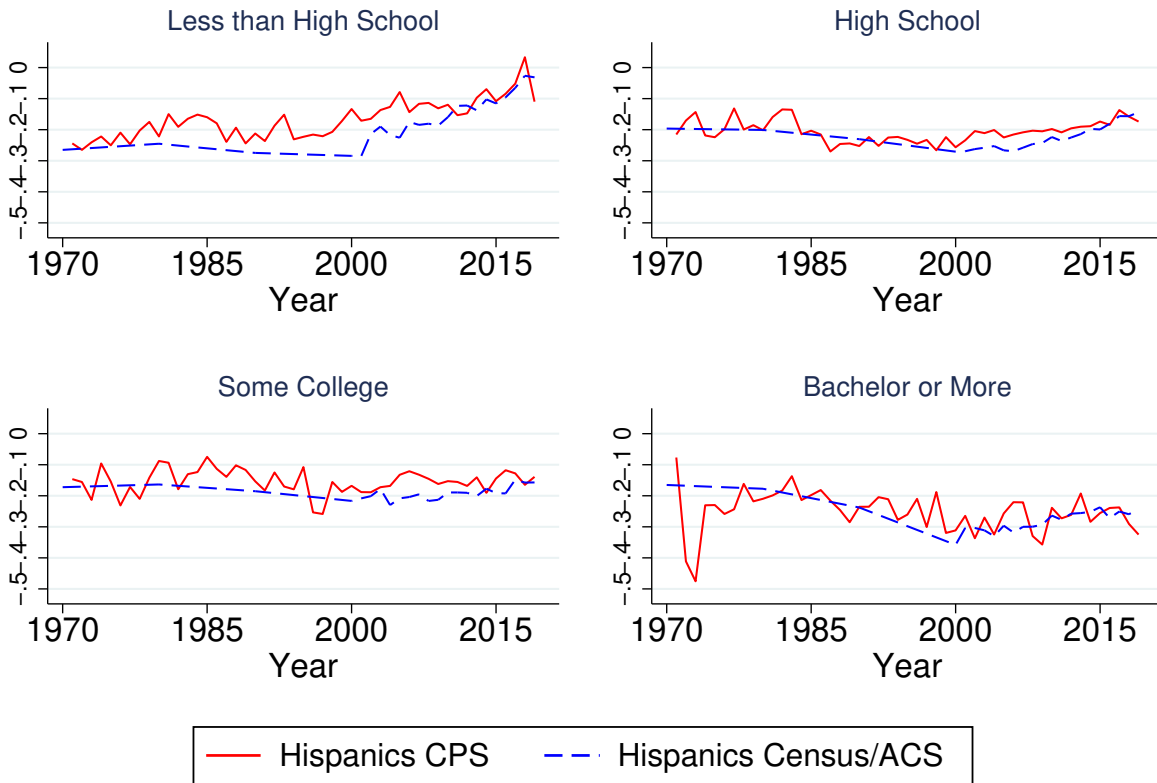 Less than High School
High School
0
-.1
-.2
-.3
-.4
-.5
1970 1985 2000 2015
Year
0
-.1
-.2
-.3
-.4
-.5
1970 1985 2000 2015
Year
Some College
Bachelor or More
0
-.1
-.2
-.3
-.4
-.5
1970 1985 2000 2015
Year
0
-.1
-.2
-.3
-.4
-.5
1970 1985 2000 2015
Year
Hispanics CPS Hispanics Census/ACS